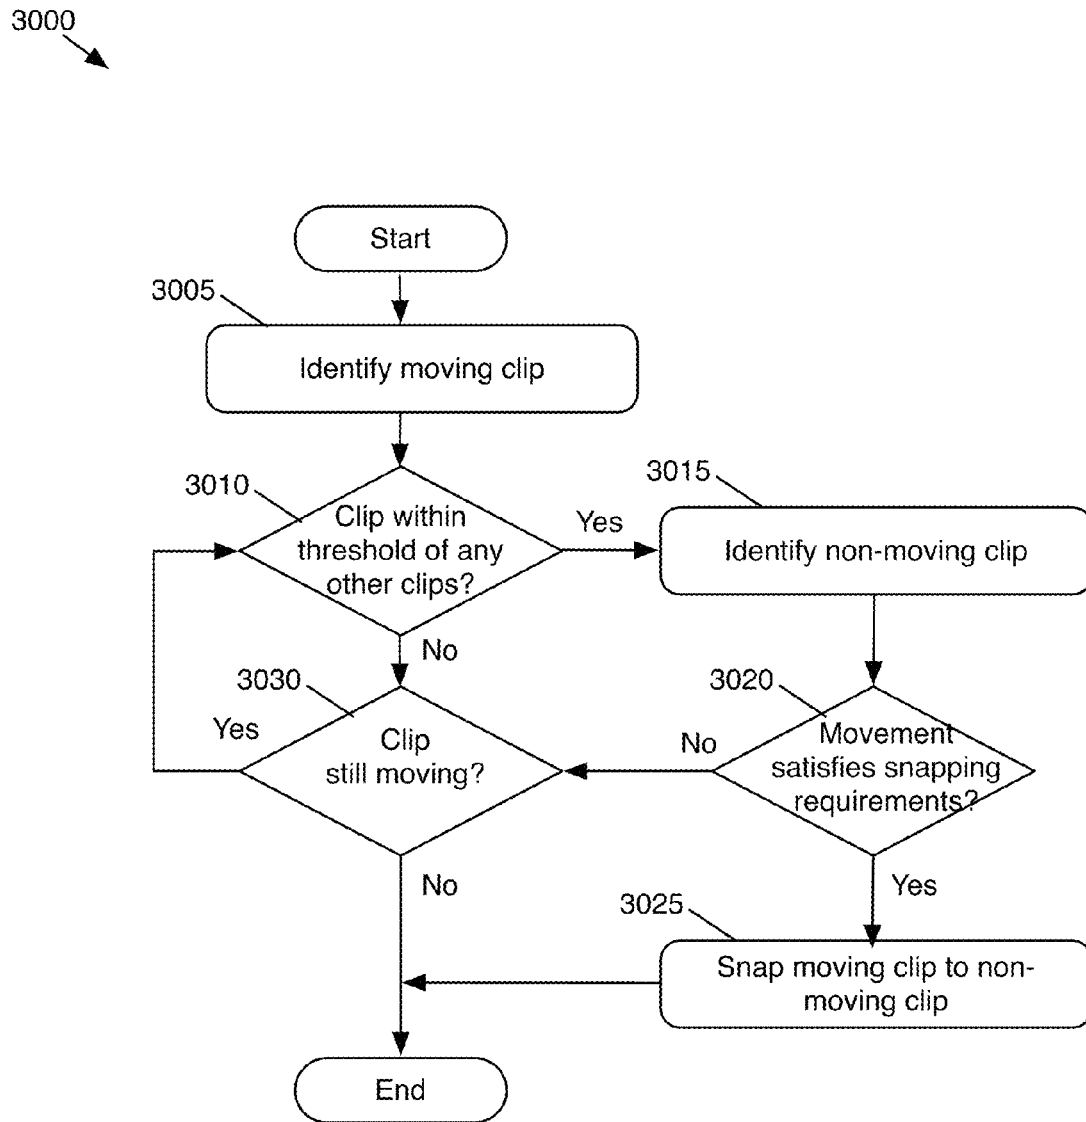 3000
Start
3005
Identify moving clip
3010
Clip within
threshold of any
other clips?
Yes
3015
Identify non-moving clip
No
3030
Clip
still moving?
Yes
No
3020
Movement
satisfies snapping
requirements?
No
Yes
3025
Snap moving clip to non-
moving clip
End